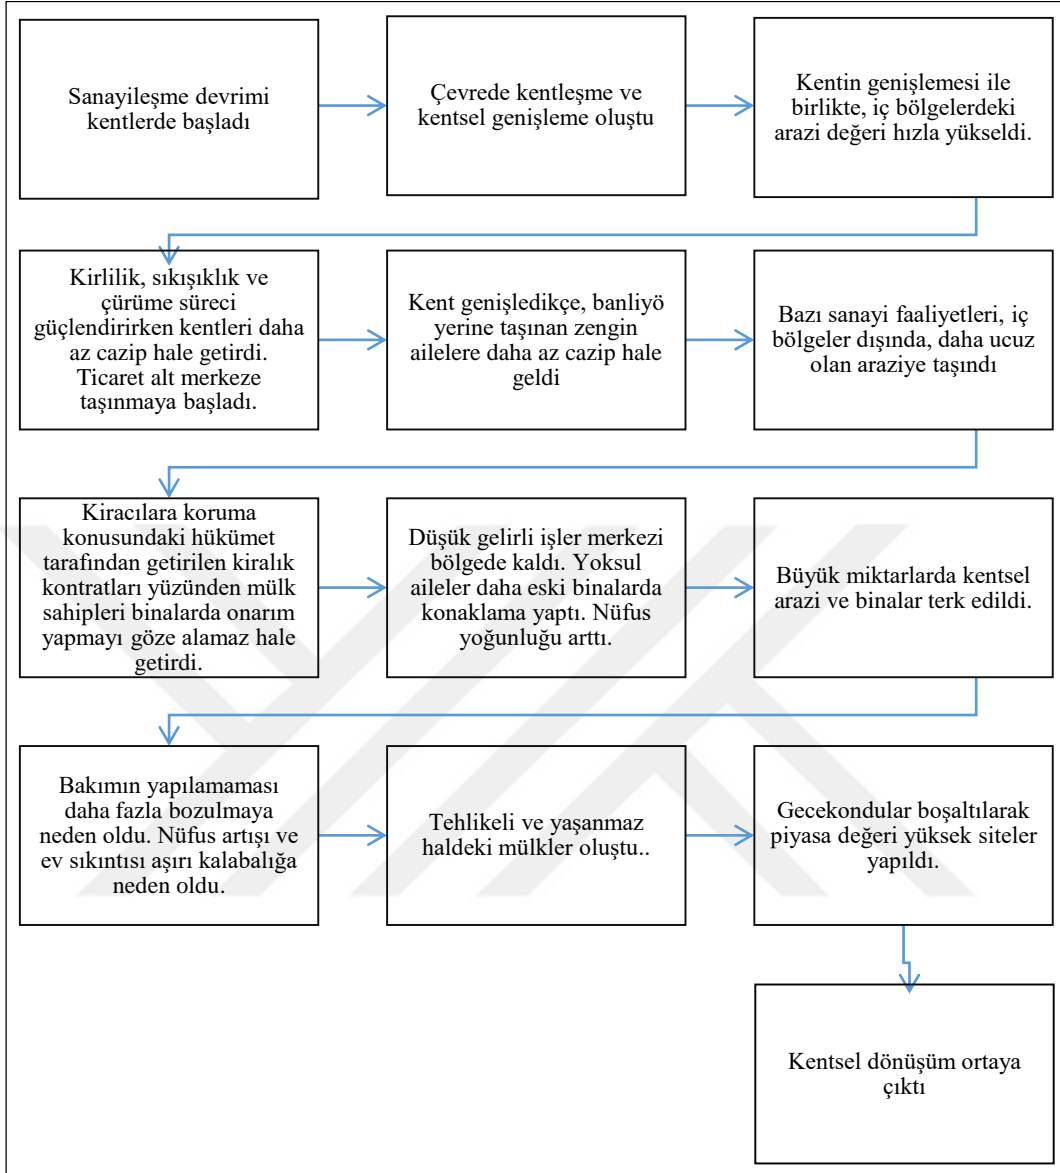 Sanayileşme devrimi
kentlerde başladı
Çevrede kentleşme ve
kentsel genişleme oluştu
Kentin genişlemesi ile
birlikte, iç bölgelerdeki
arazi değeri hızla yükseldi.
Kirlilik, sıkışıklık ve
çürüme süreci
güçlendirirken kentleri daha
az cazip hale getirdi.
Ticaret alt merkeze
taşınmaya başladı.
Kent genişledikçe, banliyö
yerine taşınan zengin
ailelere daha az cazip hale
geldi
Bazı sanayi faaliyetleri, iç
bölgeler dışında, daha ucuz
olan araziye taşındı
Kiracılara koruma
konusundaki hükümet
tarafından getirilen kiralık
kontratları yüzünden mülk
sahipleri binalarda onarım
yapmayı göze alamaz hale
getirdi.
Düşük gelirli işler merkezi
bölgede kaldı. Yoksul
aileler daha eski binalarda
konaklama yaptı. Nüfus
yoğunluğu arttı.
Büyük miktarlarda kentsel
arazi ve binalar terk edildi.
Bakımın yapılamaması
daha fazla bozulmaya
neden oldu. Nüfus artışı ve
ev sıkıntısı aşırı kalabalığa
neden oldu.
Tehlikeli ve yaşanmaz
haldeki mülkler oluştu..
Gecekondular boşaltılarak
piyasa değeri yüksek siteler
yapıldı.
Kentsel dönüşüm ortaya
çıktı